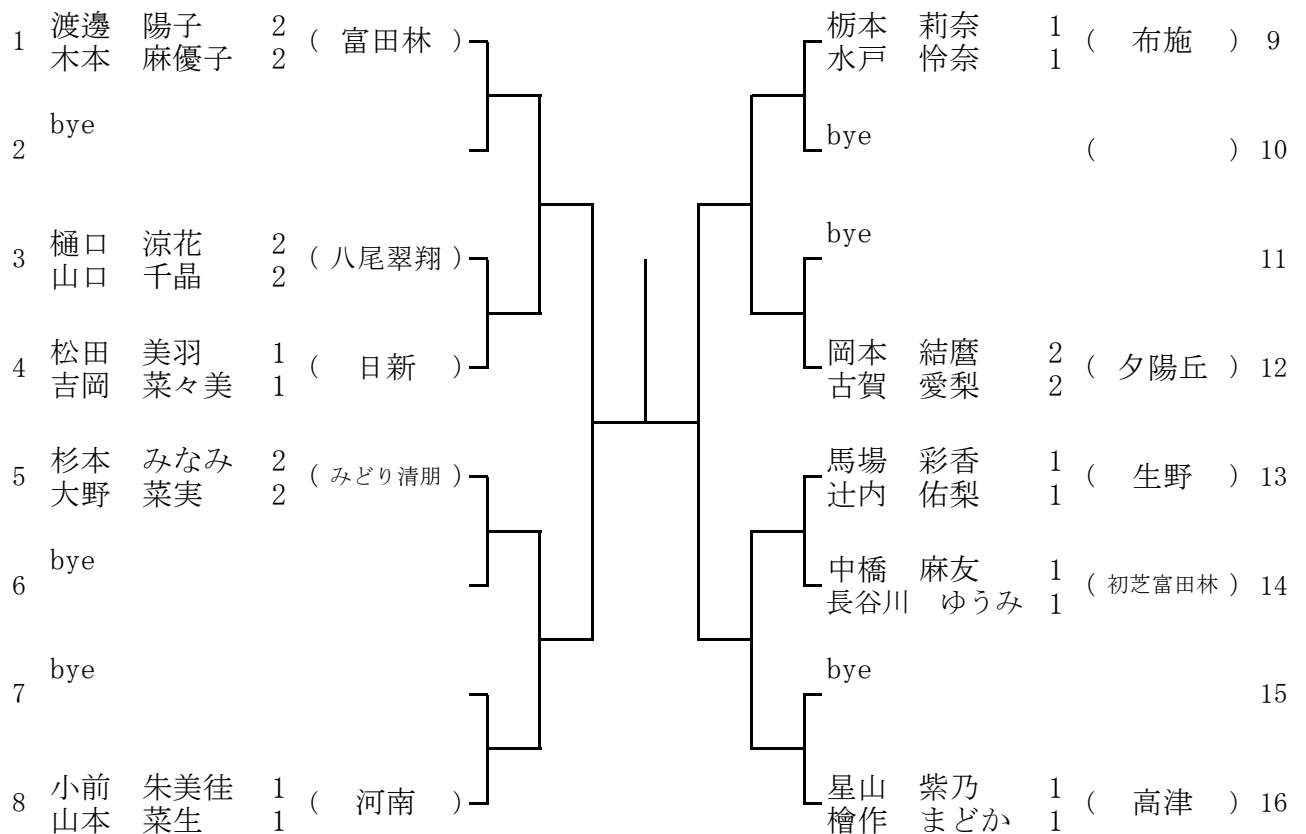 1 渡邊 陽子 2 ( 富田林 )
木本 麻優子 2
2 bye
3 樋口 涼花 2 ( 八尾翠翔 )
山口 千晶 2
4 松田 美羽 1 ( 日新 )
吉岡 菜々美 1
5 杉本 みなみ 2 ( みどり清朋 )
大野 菜実 2
6 bye
7 bye
8 小前 朱美徍 1 ( 河南 )
山本 菜生 1
栃本 莉奈 1 ( 布施 ) 9
水戸 怜奈 1
bye ( ) 10
bye 11
岡本 結麿 2 ( 夕陽丘 ) 12
古賀 愛梨 2
馬場 彩香 1 ( 生野 ) 13
辻内 佑梨 1
中橋 麻友 1 ( 初芝富田林 ) 14
長谷川 ゆうみ 1
bye 15
星山 紫乃 1 ( 高津 ) 16
檜作 まどか 1